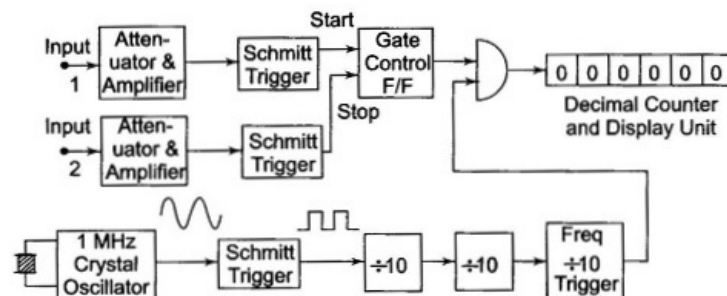 Input
1
Atten-
uator &
Amplifier
Schmitt
Trigger
Start
Gate
Control
F/F
Stop
0 0 0 0 0 0
Decimal Counter
and Display Unit
Input
2
Atten-
uator &
Amplifier
Schmitt
Trigger
1 MHz
Crystal
Oscillator
Schmitt
Trigger
÷10
÷10
Freq
÷10
Trigger